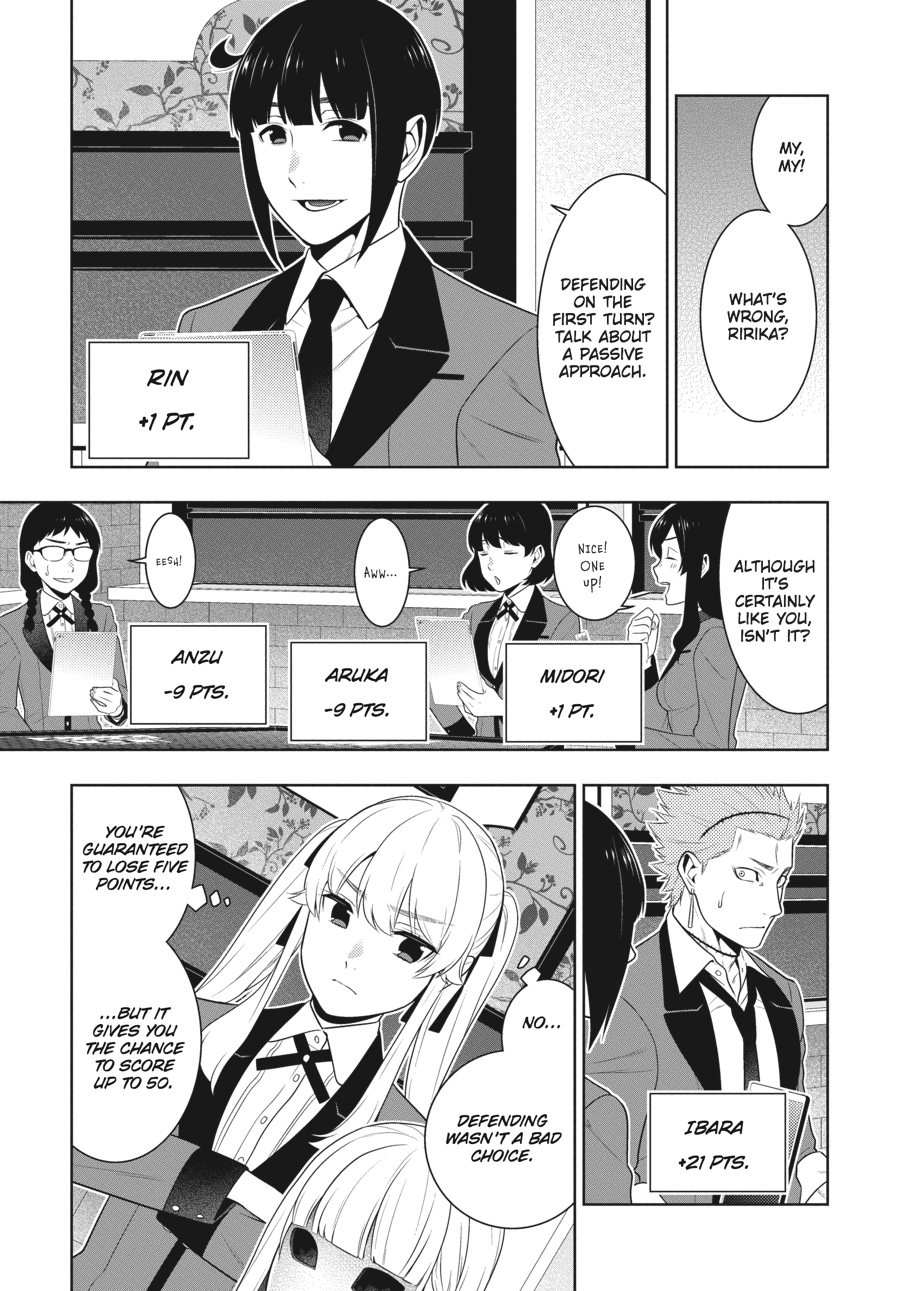 MY,
MY!
WHAT'S
WRONG,
RIRIKA?
DEFENDING
ON THE
FIRST TURN?
TALK ABOUT
A PASSIVE
APPROACH.
RIN
+1 PT.
ALTHOUGH
IT'S
CERTAINLY
LIKE YOU,
ISN'T IT?
NICE!
ONE
UP!
MIDORI
+1 PT.
AWW...
ARUKA
-9 PTS.
EESH!
ANZU
-9 PTS.
IBARA
+21 PTS.
NO...
DEFENDING
WASN'T A BAD
CHOICE.
YOU'RE
GUARANTEED
TO LOSE FIVE
POINTS...
...BUT IT
GIVES YOU
THE CHANCE
TO SCORE
UP TO 50.